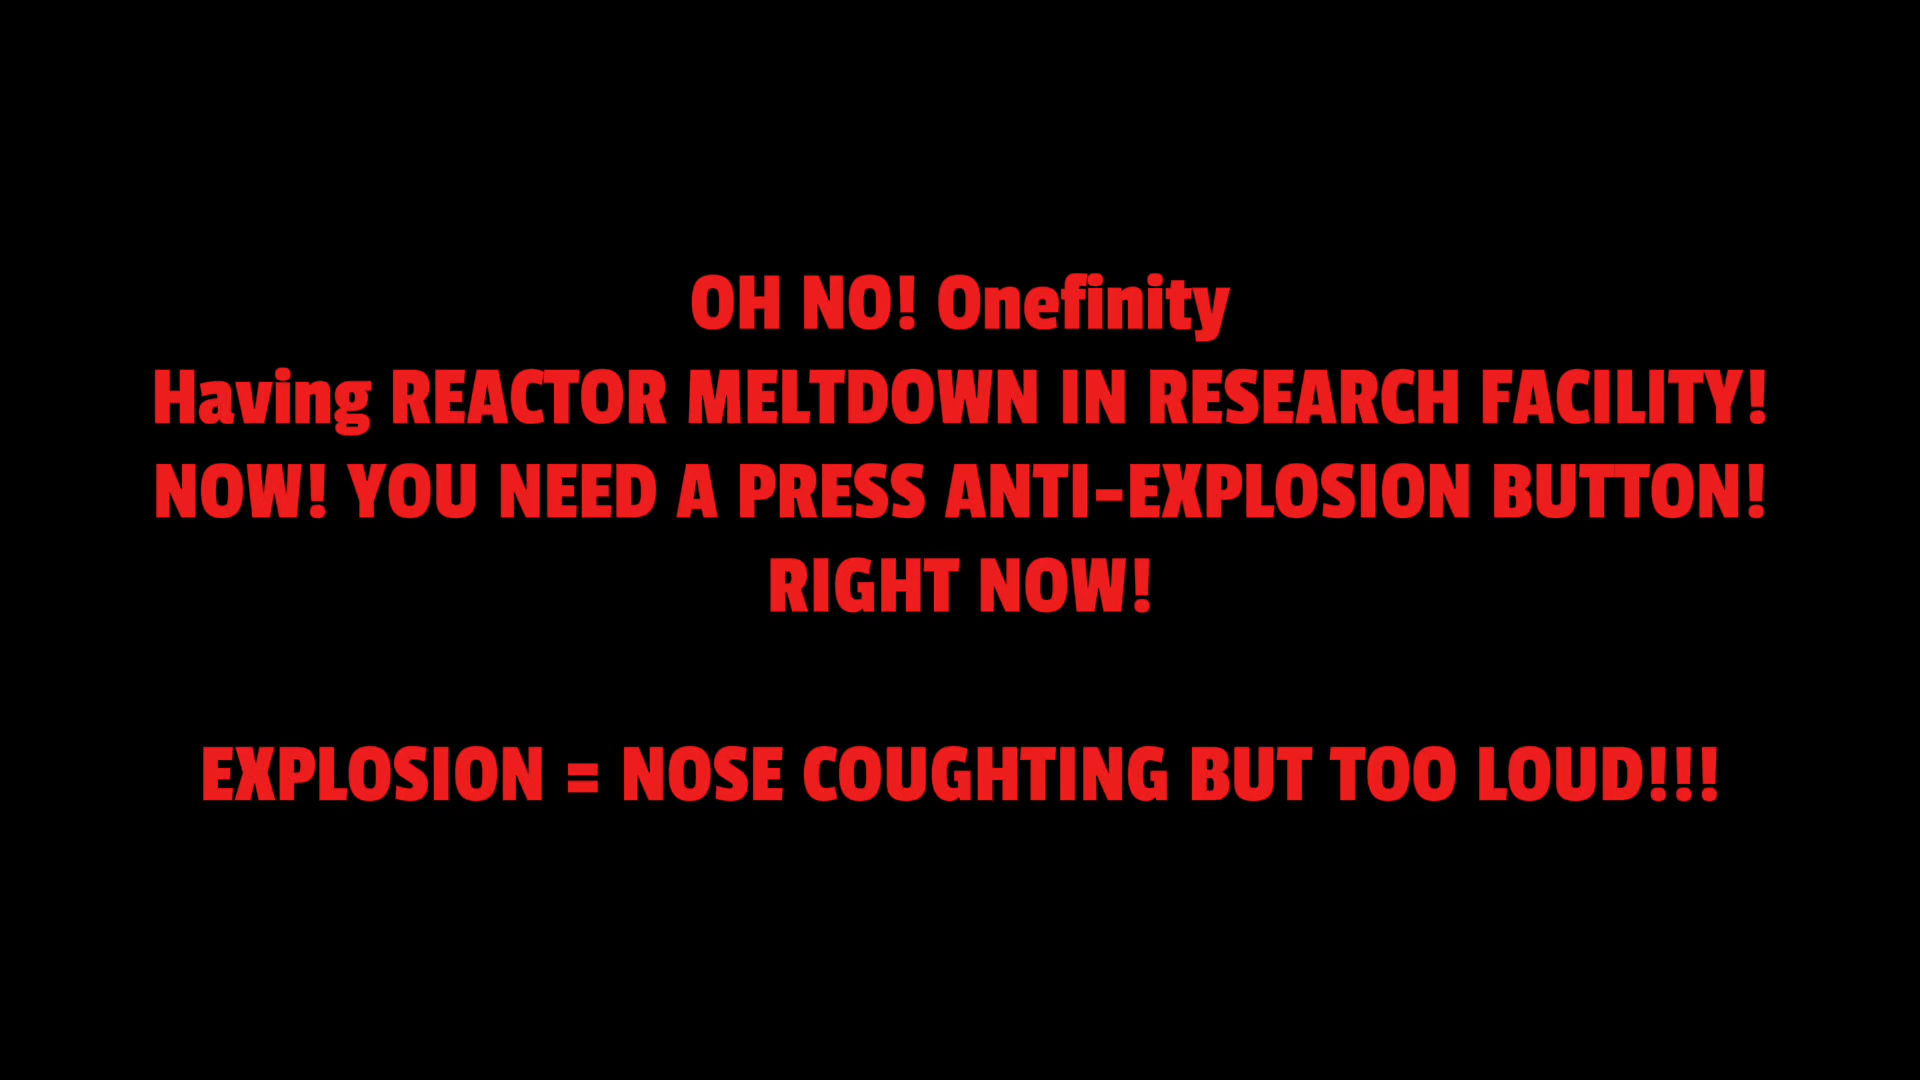 OH NO! Onefinity
Having REACTOR MELTDOWN IN RESEARCH FACILITY!
NOW! YOU NEED A PRESS ANTI-EXPLOSION BUTTON!
RIGHT NOW!
EXPLOSION = NOSE COUGHTING BUT TOO LOUD!!!